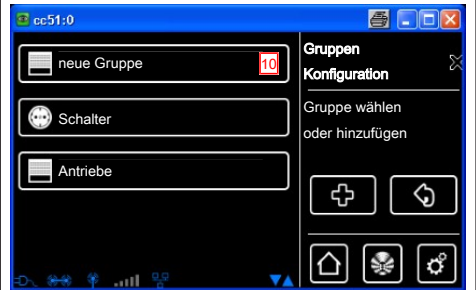 cc51:0
neue Gruppe
10
Schalter
Antriebe
Gruppen
Konfiguration
Gruppe wählen
oder hinzufügen